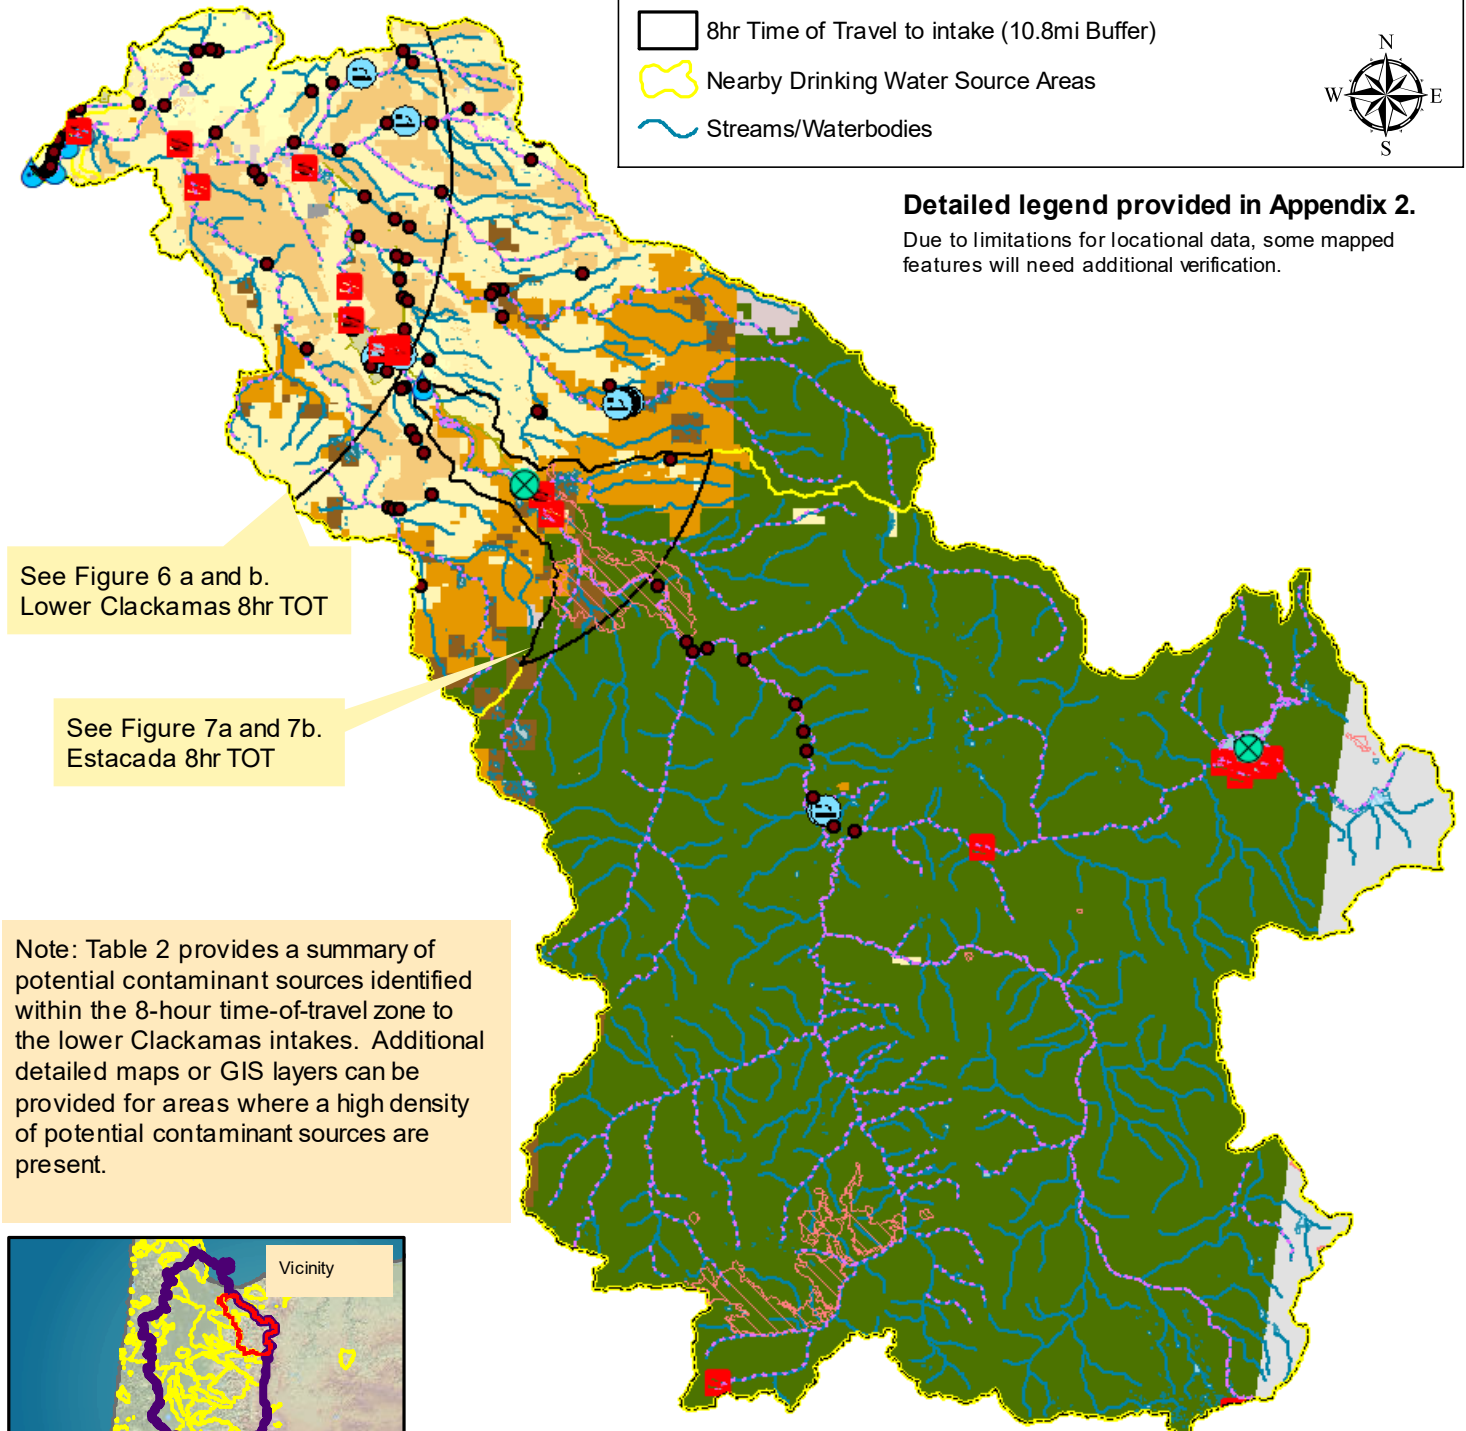 8hr Time of Travel to intake (10.8mi Buffer)
Nearby Drinking Water Source Areas
Streams/Waterbodies
N
W
E
S
Detailed legend provided in Appendix 2.
Due to limitations for locational data, some mapped
features will need additional verification.
See Figure 6 a and b.
Lower Clackamas 8hr TOT
See Figure 7a and 7b.
Estacada 8hr TOT
Note: Table 2 provides a summary of
potential contaminant sources identified
within the 8-hour time-of-travel zone to
the lower Clackamas intakes.  Additional
detailed maps or GIS layers can be
provided for areas where a high density
of potential contaminant sources are
present.
Vicinity